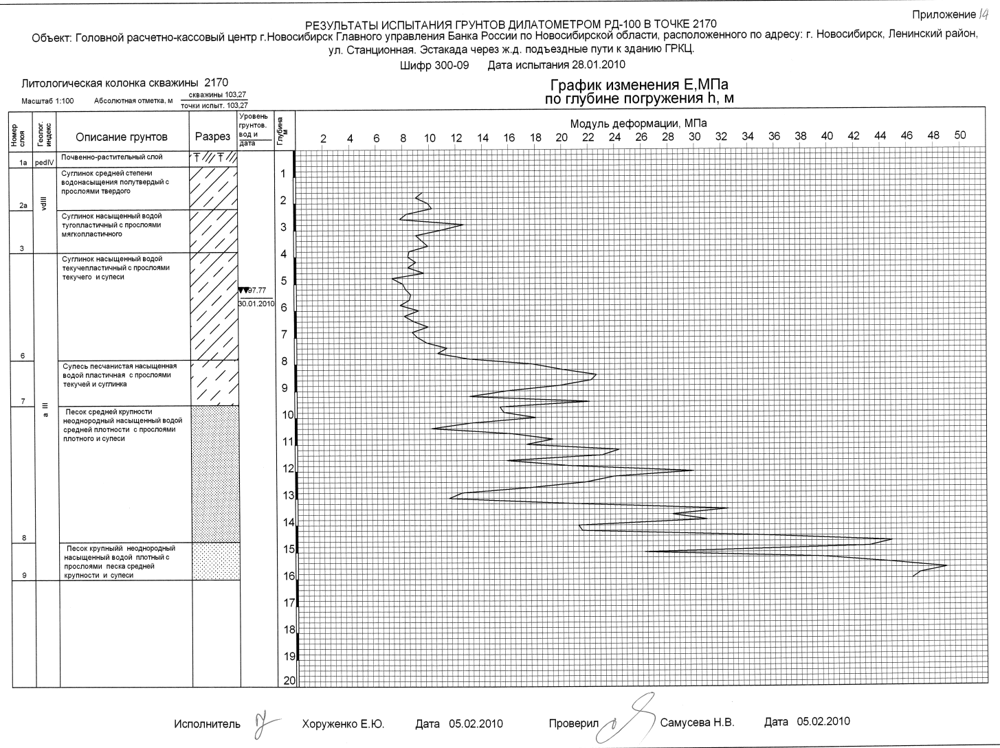 Приложение 14
РЕЗУЛЬТАТЫ ИСПЫТАНИЯ ГРУНТОВ ДИЛАТОМЕТРОМ РД-100 В ТОЧКЕ 2170
Объект: Головной расчетно-кассовый центр г.Новосибирск Главного управления Банка России по Новосибирской области, расположенного по адресу: г. Новосибирск, Ленинский район,
ул. Станционная. Эстакада через ж.д. подъездные пути к зданию ГРКЦ.
Шифр 300-09 Дата испытания 28.01.2010
Литологическая колонка скважины 2170
Масштаб 1:100 Абсолютная отметка, м скважины 103,27
точки испыт. 103,27
График изменения Е,МПа
по глубине погружения h, м
Номер слоя
Геолог. индекс
Описание грунтов
Разрез
Уровень
грунтов.
вод и
дата
Глубина м
Модуль деформации, МПа
2 4 6 8 10 12 14 16 18 20 22 24 26 28 30 32 34 36 38 40 42 44 46 48 50
1а
pedIV
Почвенно-растительный слой
2а
vdIII
Суглинок средней степени
водонасыщения полутвердый с
прослоями твердого
3
Суглинок насыщенный водой
тугопластичный с прослоями
мягкопластичного
6
Суглинок насыщенный водой
текучепластичный с прослоями
текучего и супеси
97.77
30.01.2010
7
a III
Супесь песчанистая насыщенная
водой пластичная с прослоями
текучей и суглинка
8
Песок средней крупности
неоднородный насыщенный водой
средней плотности с прослоями
плотного и супеси
9
Песок крупныйй неоднородный
насыщенный водой плотный с
прослоями песка средней
крупности и супеси
1
2
3
4
5
6
7
8
9
10
11
12
13
14
15
16
17
18
19
20
Исполнитель Хоруженко Е.Ю. Дата 05.02.2010 Проверил Самусева Н.В. Дата 05.02.2010